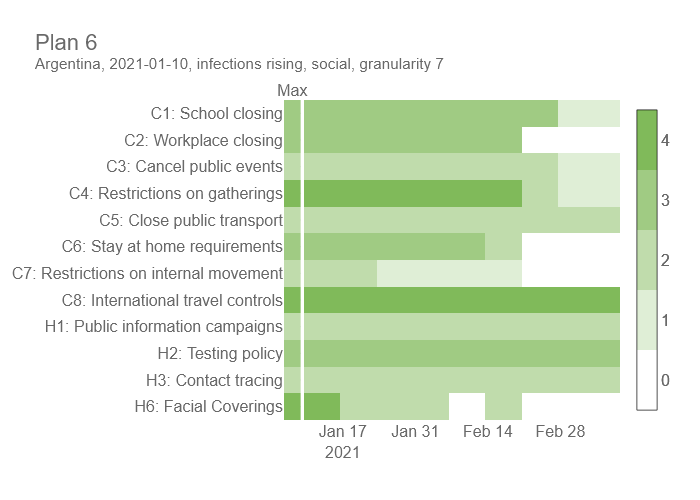 Plan 6
Argentina, 2021-01-10, infections rising, social, granularity 7
Max
C1: School closing
C2: Workplace closing
C3: Cancel public events
C4: Restrictions on gatherings
C5: Close public transport
C6: Stay at home requirements
C7: Restrictions on internal movement
C8: International travel controls
H1: Public information campaigns
H2: Testing policy
H3: Contact tracing
H6: Facial Coverings
Jan 17 Jan 31 Feb 14 Feb 28
2021
4
3
2
1
0